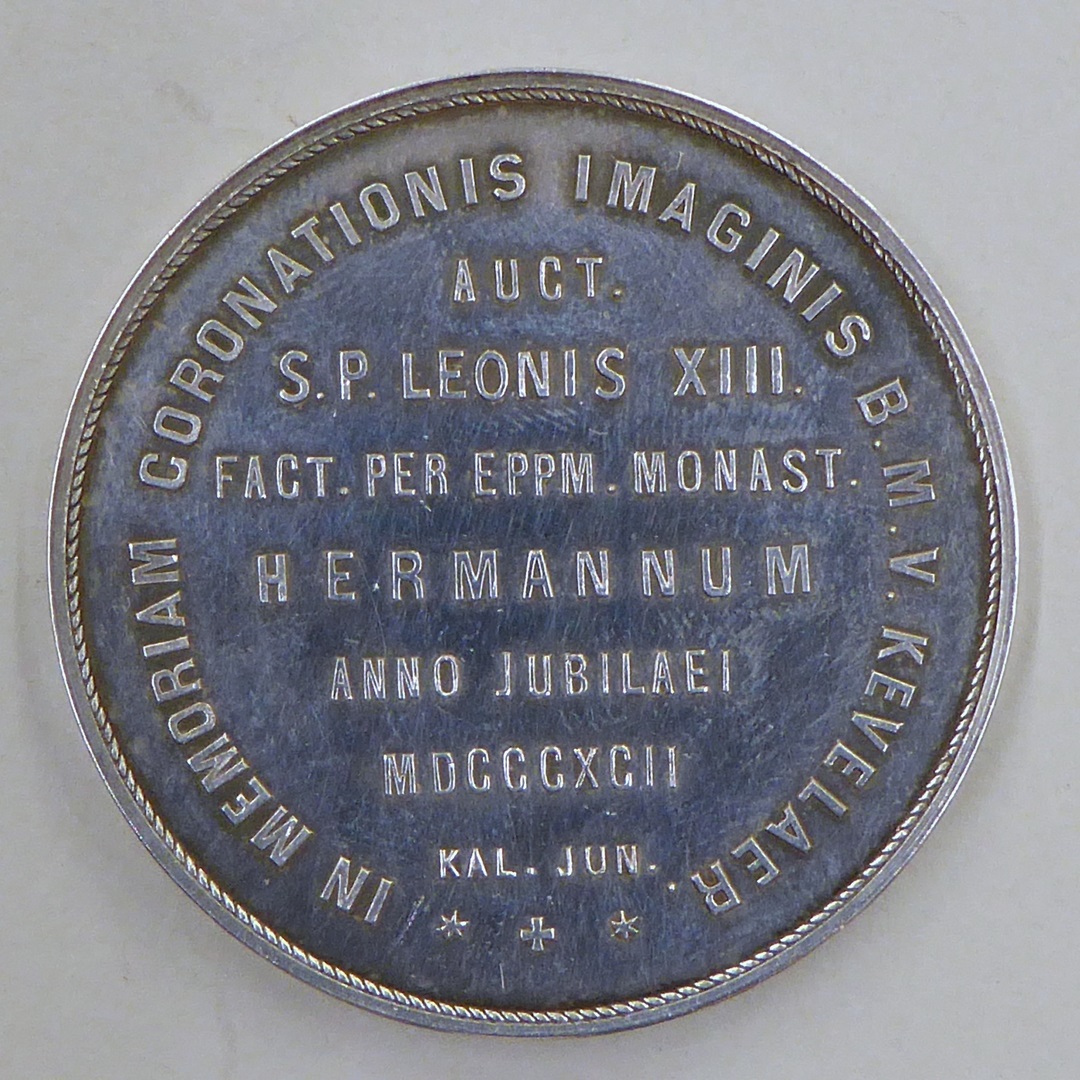 IN MEMORIAM CORONATIONIS IMAGINIS B. M. V. KEVELAER.
AUCT.
S. P. LEONIS XIII.
FACT. PER EPPM. MONAST.
HERMANNUM
ANNO JUBILAEI
MDCCCXCII
KAL. JUN.